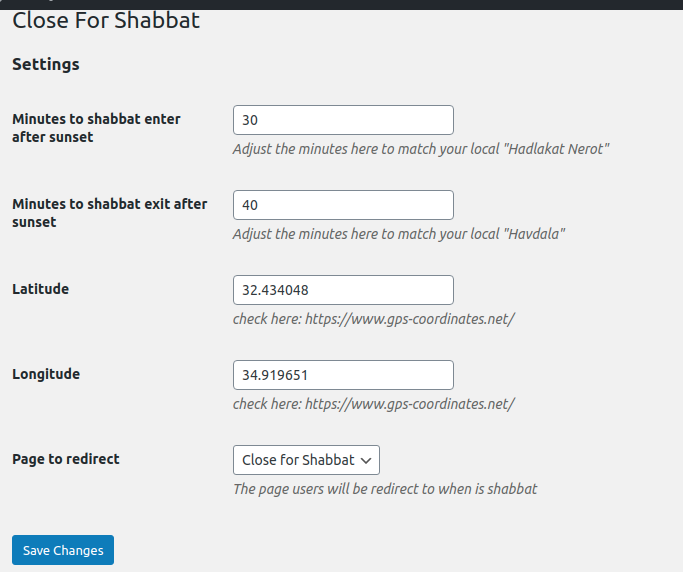 Close For Shabbat
Settings
Minutes to shabbat enter
after sunset
30
Adjust the minutes here to match your local "Hadlakat Nerot"
Minutes to shabbat exit after
sunset
40
Adjust the minutes here to match your local "Havdala"
Latitude
32.434048
check here: https://www.gps-coordinates.net/
Longitude
34.919651
check here: https://www.gps-coordinates.net/
Page to redirect
Close for Shabbat
The page users will be redirect to when is shabbat
Save Changes